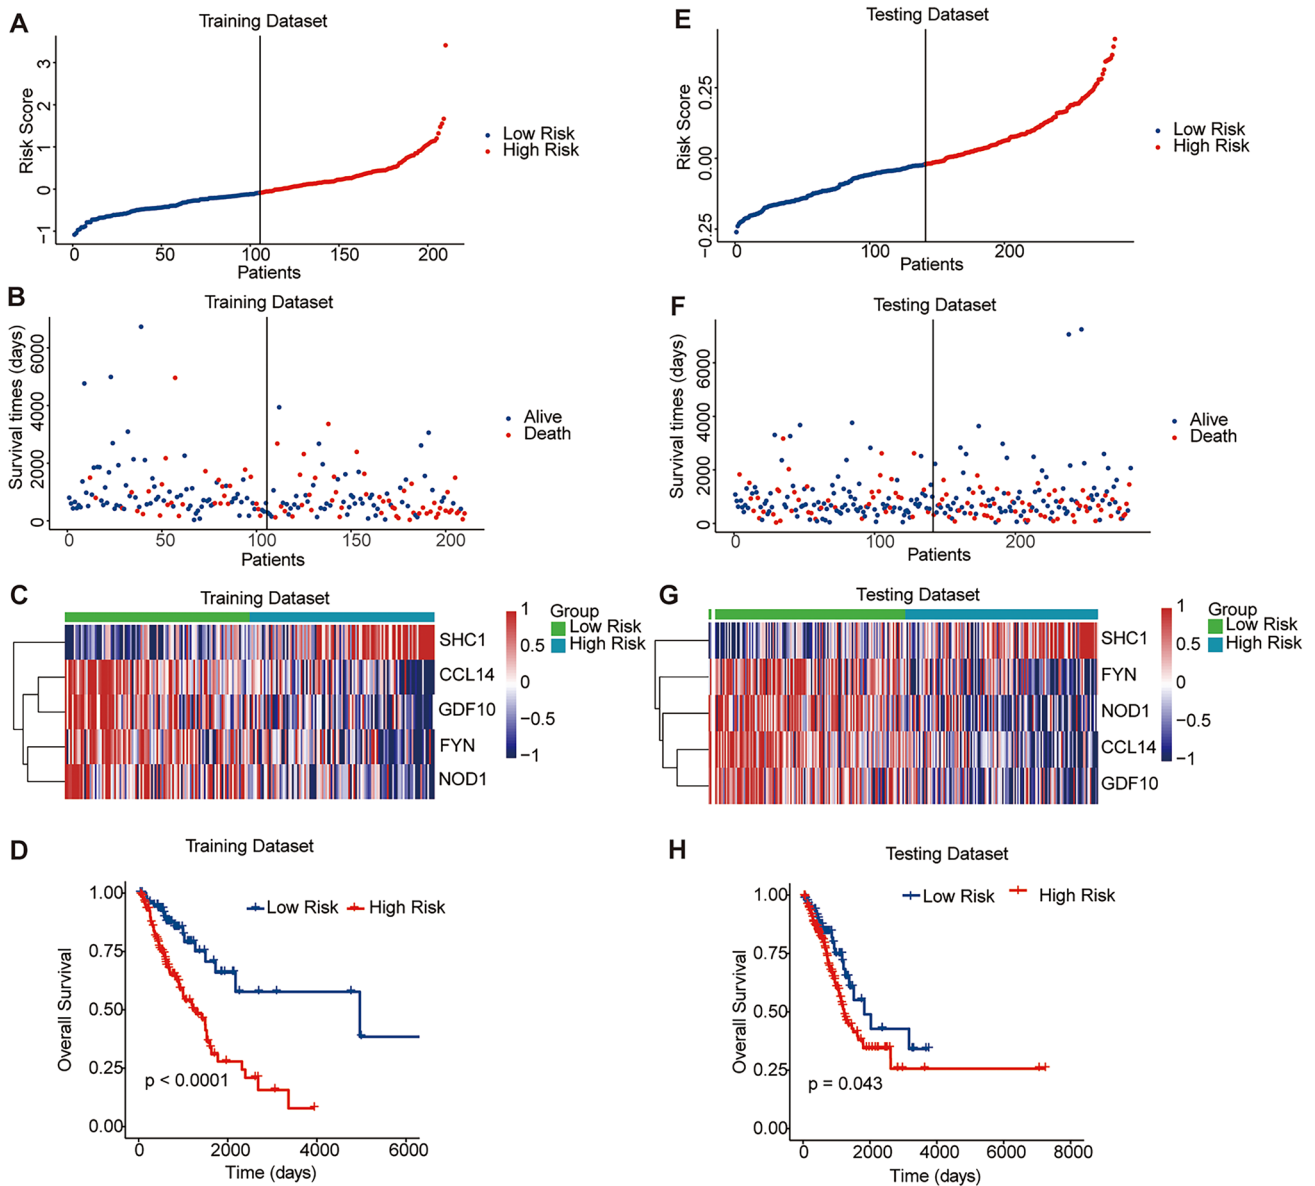 A
Training Dataset
Risk Score
3
2
1
0
−1
0
50
100
150
200
Patients
Low Risk
High Risk
E
Testing Dataset
Risk Score
0.25
0.00
−0.25
0
100
200
Patients
Low Risk
High Risk
B
Training Dataset
Survival times (days)
6000
4000
2000
0
0
50
100
150
200
Patients
Alive
Death
F
Testing Dataset
Survival times (days)
6000
4000
2000
0
0
100
200
Patients
Alive
Death
C
Training Dataset
SHC1
CCL14
GDF10
FYN
NOD1
1
0.5
0
−0.5
−1
Group
Low Risk
High Risk
G
Testing Dataset
SHC1
FYN
NOD1
CCL14
GDF10
1
0.5
0
−0.5
−1
Group
Low Risk
High Risk
D
Training Dataset
Overall Survival
1.00
0.75
0.50
0.25
0.00
Low Risk
High Risk
p < 0.0001
0
2000
4000
6000
Time (days)
H
Testing Dataset
Overall Survival
1.00
0.75
0.50
0.25
0.00
Low Risk
High Risk
p = 0.043
0
2000
4000
6000
8000
Time (days)